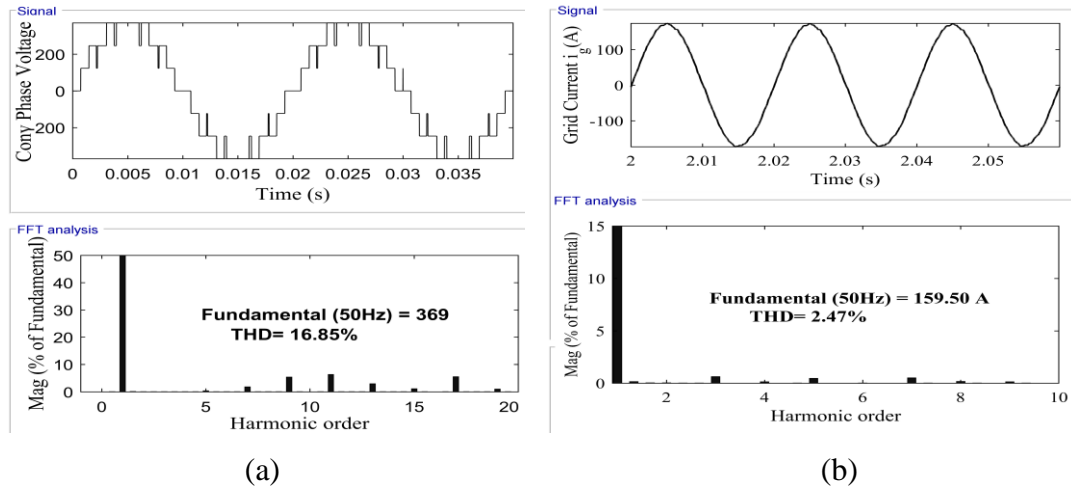 Signal
Cony Phase Voltage
200
0
-200
0 0.005 0.01 0.015 0.02 0.025 0.03 0.035
Time (s)
FFT analysis
Mag (% of Fundamental)
50
40
30
20
10
0
Fundamental (50Hz) = 369
THD= 16.85%
0 5 10 15 20
Harmonic order
(a)
Signal
Grid Current i_g (A)
100
0
-100
2 2.01 2.02 2.03 2.04 2.05
Time (s)
FFT analysis
Mag (% of Fundamental)
15
10
5
0
Fundamental (50Hz) = 159.50 A
THD= 2.47%
2 4 6 8 10
Harmonic order
(b)